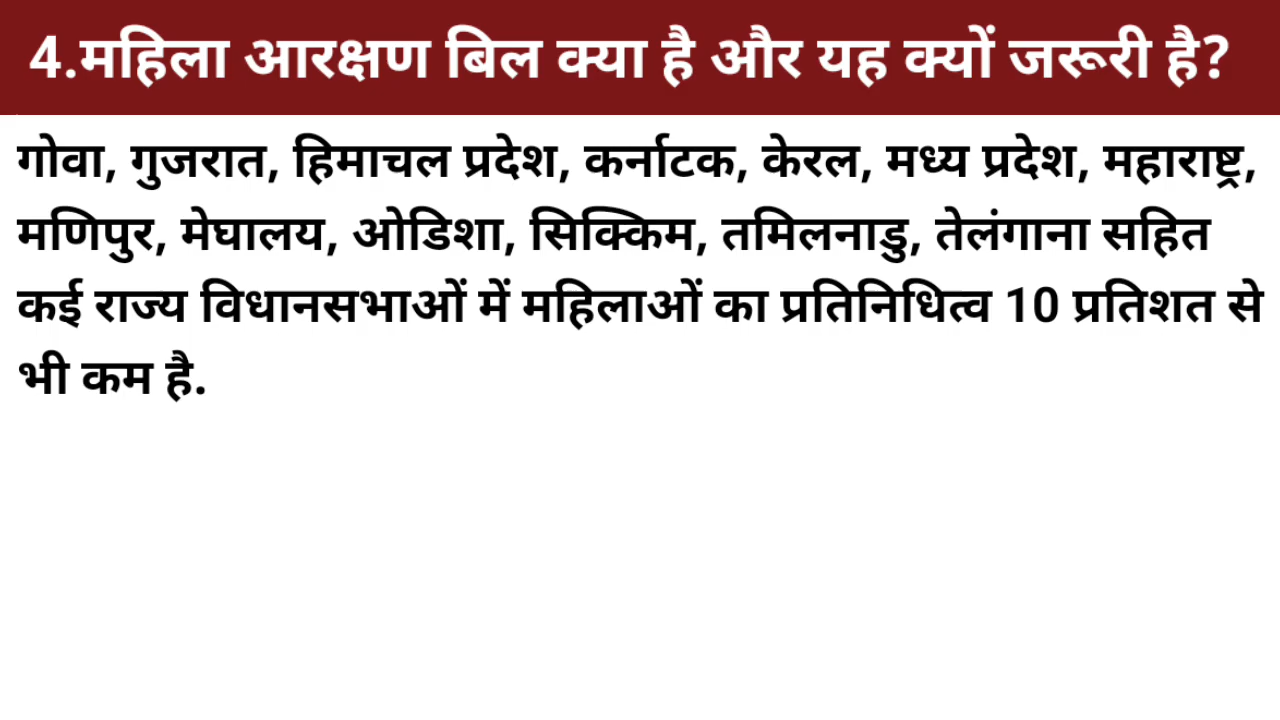 4.महिला आरक्षण बिल क्या है और यह क्यों जरूरी है?
गोवा, गुजरात, हिमाचल प्रदेश, कर्नाटक, केरल, मध्य प्रदेश, महाराष्ट्र,
मणिपुर, मेघालय, ओडिशा, सिक्किम, तमिलनाडु, तेलंगाना सहित
कई राज्य विधानसभाओं में महिलाओं का प्रतिनिधित्व 10 प्रतिशत से
भी कम है.